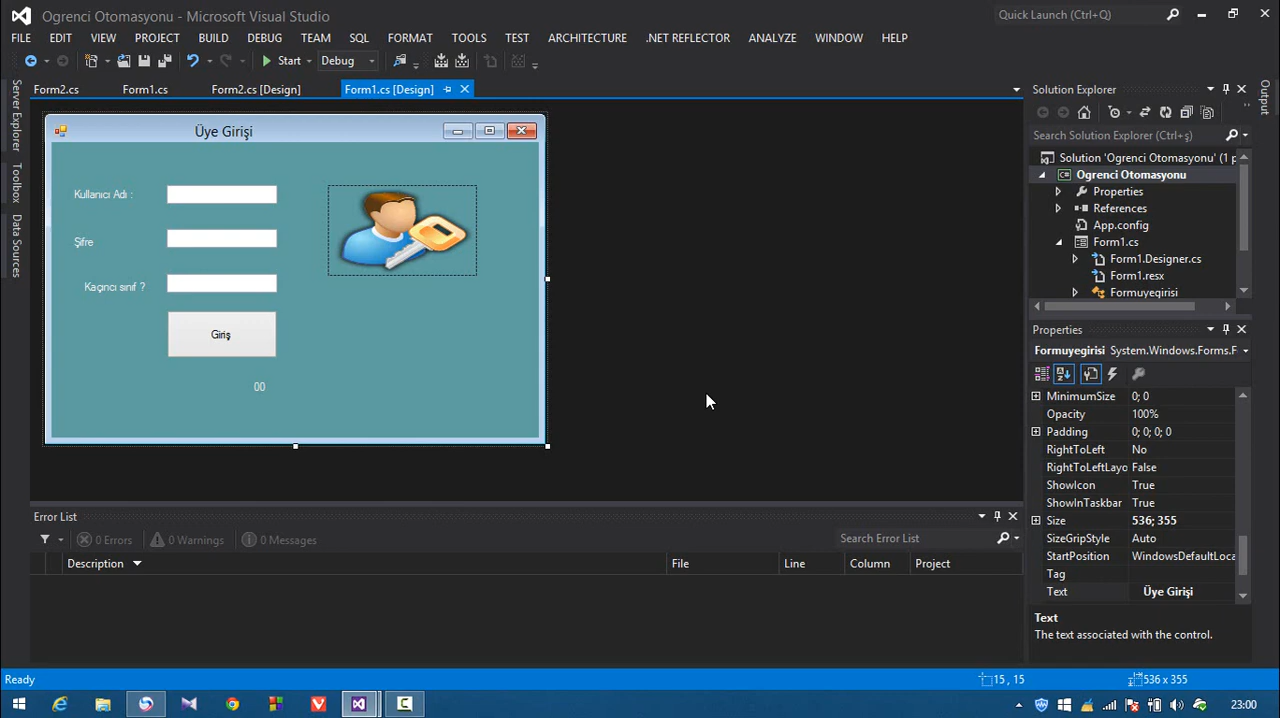 Ogrenci Otomasyonu - Microsoft Visual Studio
Quick Launch (Ctrl+Q)
FILE EDIT VIEW PROJECT BUILD DEBUG TEAM SQL FORMAT TOOLS TEST ARCHITECTURE .NET REFLECTOR ANALYZE WINDOW HELP
Start Debug
Form2.cs Form1.cs Form2.cs [Design] Form1.cs [Design]
Server Explorer
Toolbox
Data Sources
Üye Girişi
Kullanıcı Adı :
Şifre
Kaçıncı sınıf ?
Giriş
00
Solution Explorer
Search Solution Explorer (Ctrl+ş)
Solution 'Ogrenci Otomasyonu' (1 p
Ogrenci Otomasyonu
Properties
References
App.config
Form1.cs
Form1.Designer.cs
Form1.resx
Formuyegirisi
Output
Properties
Formuyegirisi System.Windows.Forms.F
MinimumSize 0; 0
Opacity 100%
Padding 0; 0; 0; 0
RightToLeft No
RightToLeftLayo False
ShowIcon True
ShowInTaskbar True
Size 536; 355
SizeGripStyle Auto
StartPosition WindowsDefaultLoca
Tag
Text Üye Girişi
Text
The text associated with the control.
Error List
0 Errors 0 Warnings 0 Messages
Search Error List
Description File Line Column Project
Ready 15 , 15 536 x 355
23:00